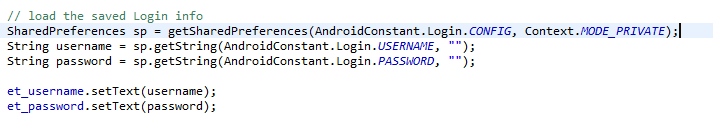 // load the saved Login info
SharedPreferences sp = getSharedPreferences(AndroidConstant.Login.CONFIG, Context.MODE_PRIVATE);
String username = sp.getString(AndroidConstant.Login.USERNAME, "");
String password = sp.getString(AndroidConstant.Login.PASSWORD, "");
et_username.setText(username);
et_password.setText(password);